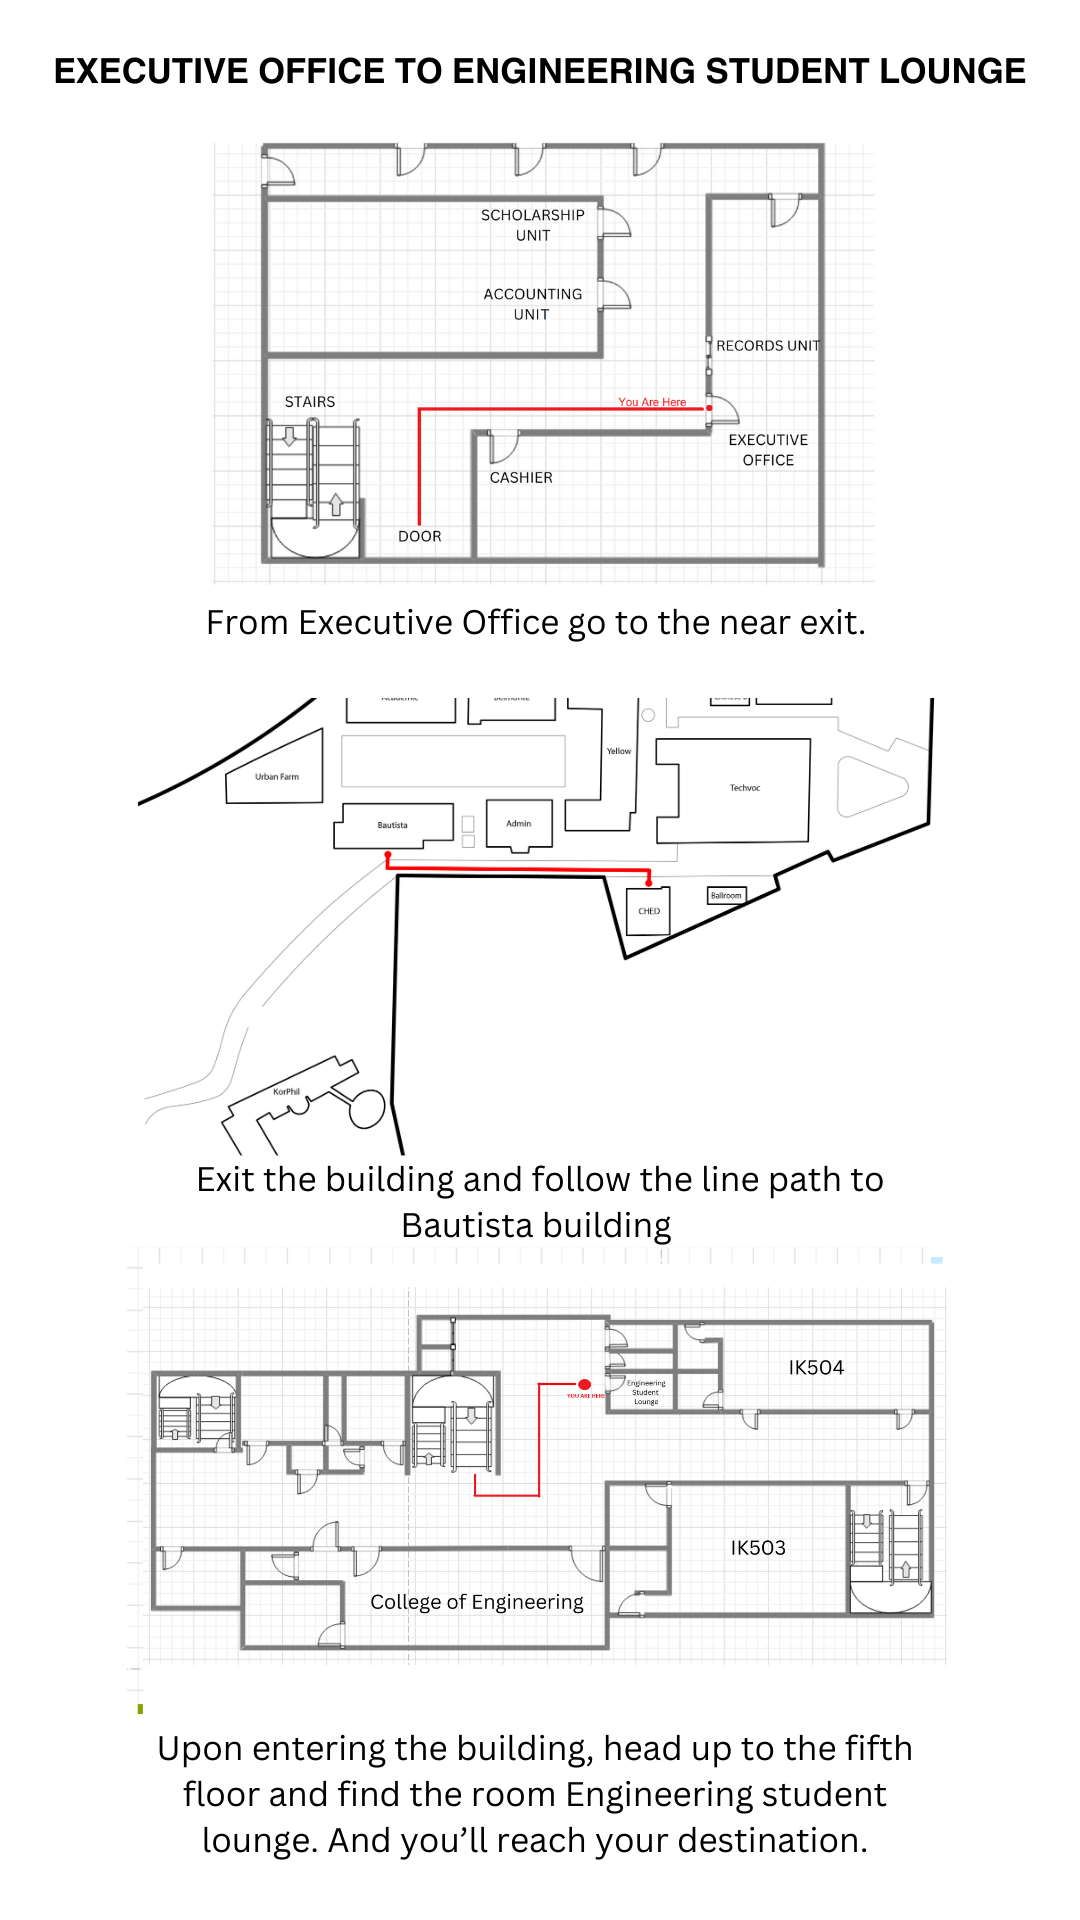 EXECUTIVE OFFICE TO ENGINEERING STUDENT LOUNGE
SCHOLARSHIP
UNIT
ACCOUNTING
UNIT
RECORDS UNIT
STAIRS
You Are Here
EXECUTIVE
OFFICE
CASHIER
DOOR
From Executive Office go to the near exit.
Academic
Belmonte
Yellow
Urban Farm
Techvoc
Bautista
Admin
Ballroom
CHED
KorPhil
Exit the building and follow the line path to
Bautista building
IK504
Engineering
Student
Lounge
YOU ARE HERE
IK503
College of Engineering
Upon entering the building, head up to the fifth
floor and find the room Engineering student
lounge. And you’ll reach your destination.